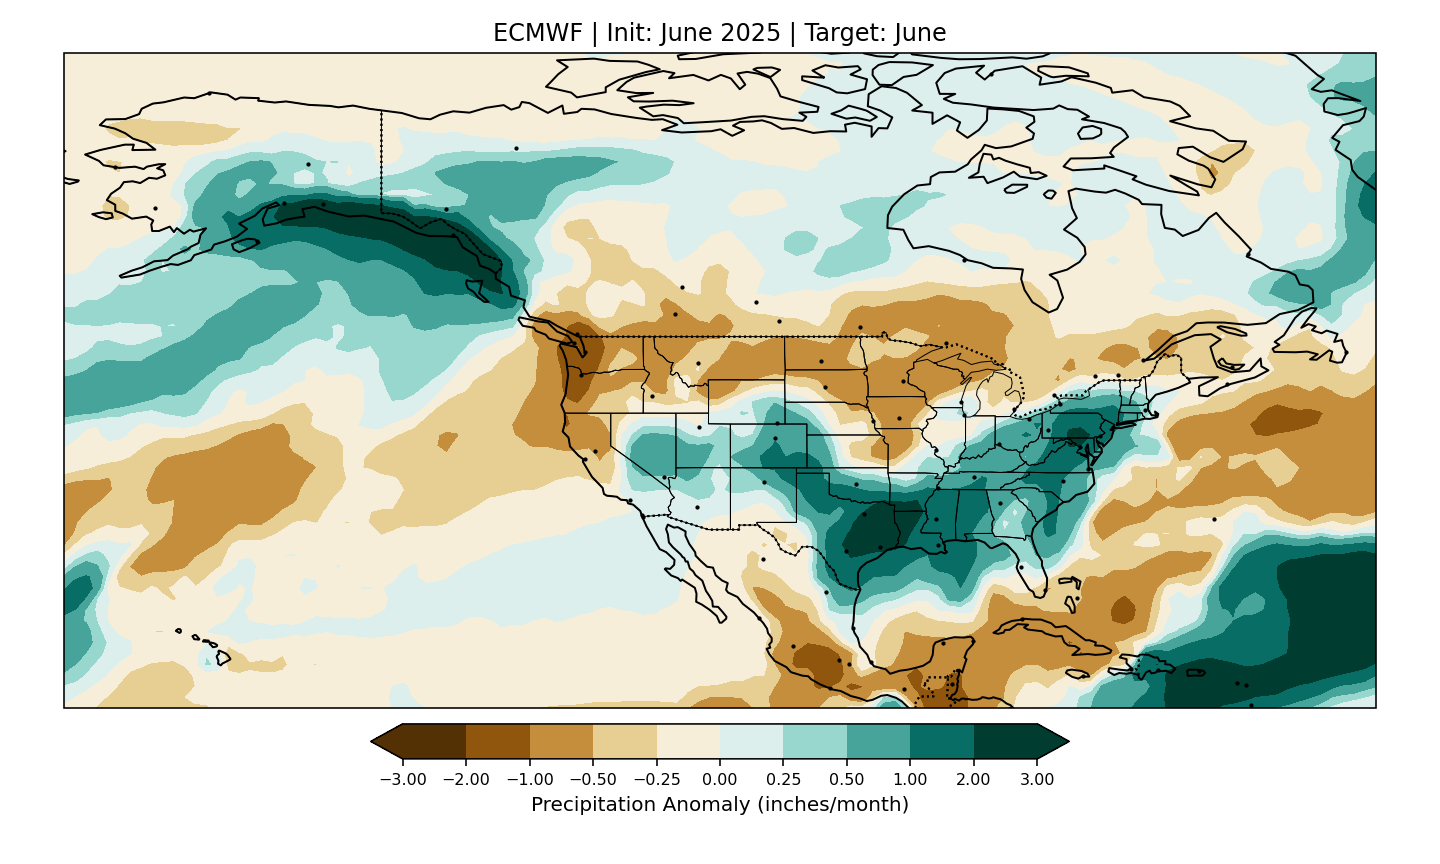 ECMWF | Init: June 2025 | Target: June
−3.00 −2.00 −1.00 −0.50 −0.25 0.00 0.25 0.50 1.00 2.00 3.00
Precipitation Anomaly (inches/month)